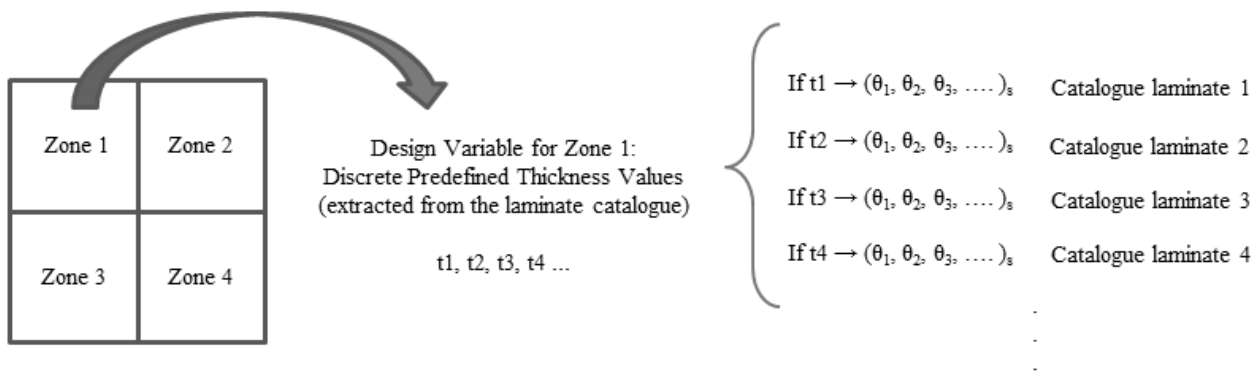 Zone 1
Zone 2
Zone 3
Zone 4
Design Variable for Zone 1:
Discrete Predefined Thickness Values
(extracted from the laminate catalogue)
t1, t2, t3, t4 ...
If t1 → (θ₁, θ₂, θ₃, ....)ₛ Catalogue laminate 1
If t2 → (θ₁, θ₂, θ₃, ....)ₛ Catalogue laminate 2
If t3 → (θ₁, θ₂, θ₃, ....)ₛ Catalogue laminate 3
If t4 → (θ₁, θ₂, θ₃, ....)ₛ Catalogue laminate 4
.
.
.